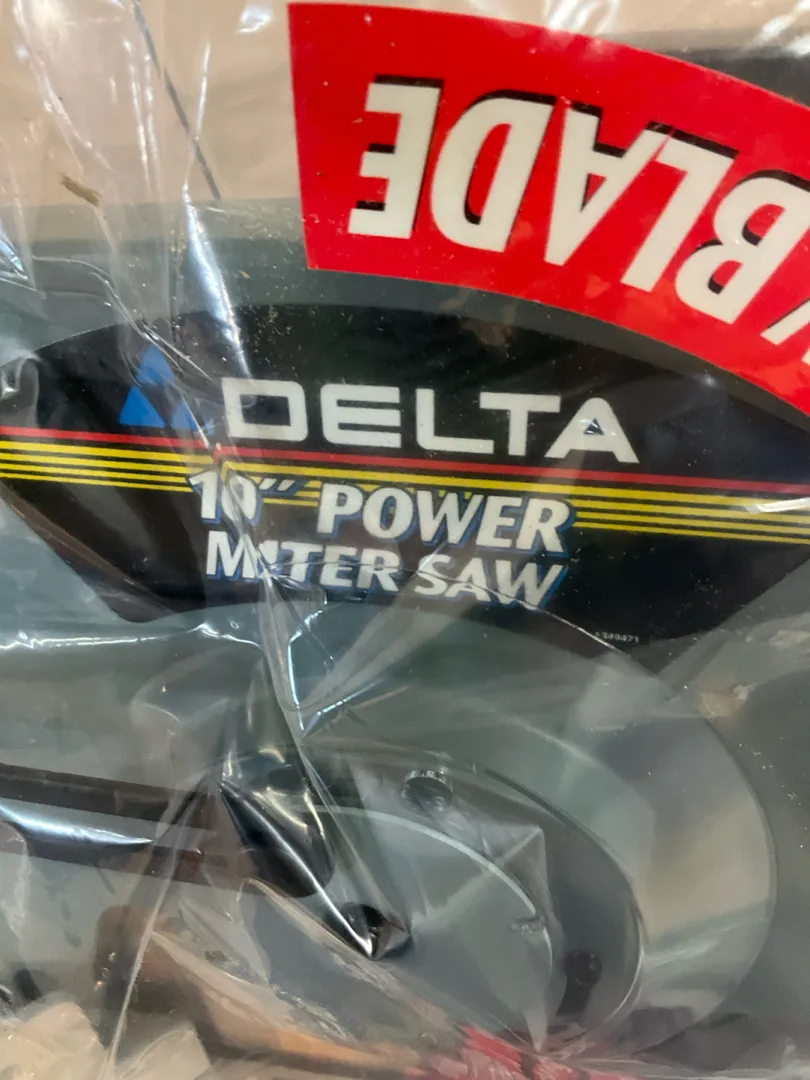 BLADE
DELTA
10" POWER
MITER SAW